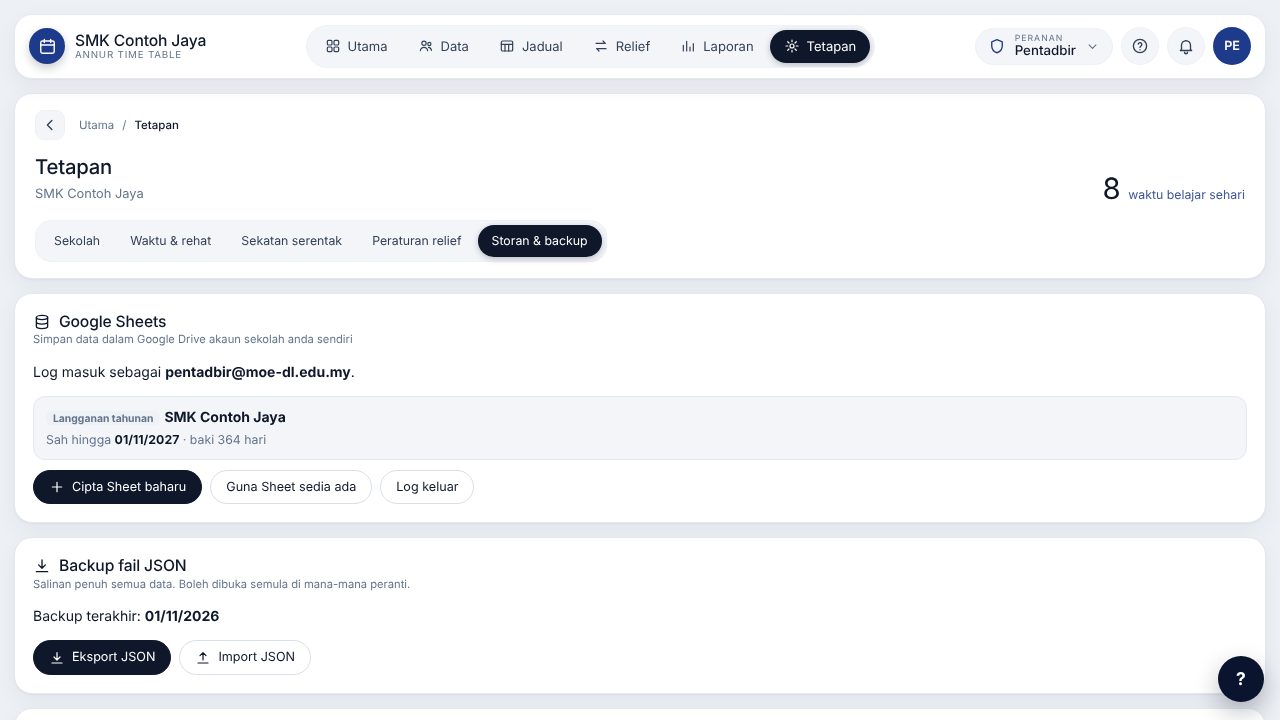 SMK Contoh Jaya
ANNUR TIME TABLE
Utama
Data
Jadual
Relief
Laporan
Tetapan
PERANAN
Pentadbir
PE
Utama / Tetapan
Tetapan
SMK Contoh Jaya
8 waktu belajar sehari
Sekolah
Waktu & rehat
Sekatan serentak
Peraturan relief
Storan & backup
Google Sheets
Simpan data dalam Google Drive akaun sekolah anda sendiri
Log masuk sebagai pentadbir@moe-dl.edu.my.
Langganan tahunan SMK Contoh Jaya
Sah hingga 01/11/2027 · baki 364 hari
Cipta Sheet baharu
Guna Sheet sedia ada
Log keluar
Backup fail JSON
Salinan penuh semua data. Boleh dibuka semula di mana-mana peranti.
Backup terakhir: 01/11/2026
Eksport JSON
Import JSON
?